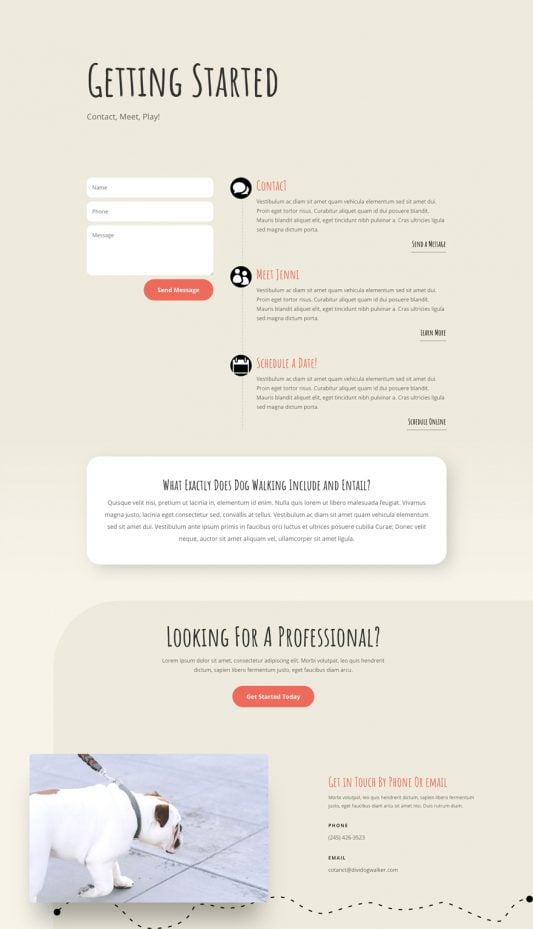 Getting Started
Contact, Meet, Play!
Name
Phone
Message
Send Message
Contact
Vestibulum ac diam sit amet quam vehicula elementum sed sit amet dui.
Proin eget tortor risus. Curabitur aliquet quam id dui posuere blandit.
Mauris blandit aliquet elit, eget tincidunt nibh pulvinar a. Cras ultricies ligula
sed magna dictum porta.
Send a Message
Meet Jenni
Vestibulum ac diam sit amet quam vehicula elementum sed sit amet dui.
Proin eget tortor risus. Curabitur aliquet quam id dui posuere blandit.
Mauris blandit aliquet elit, eget tincidunt nibh pulvinar a. Cras ultricies ligula
sed magna dictum porta.
Learn More
Schedule a Date!
Vestibulum ac diam sit amet quam vehicula elementum sed sit amet dui.
Proin eget tortor risus. Curabitur aliquet quam id dui posuere blandit.
Mauris blandit aliquet elit, eget tincidunt nibh pulvinar a. Cras ultricies ligula
sed magna dictum porta.
Schedule Online
What Exactly Does Dog Walking Include and Entail?
Quisque velit nisi, pretium ut lacinia in, elementum id enim. Nulla quis lorem ut libero malesuada feugiat. Vivamus
magna justo, lacinia eget consectetur sed, convallis at tellus. Vestibulum ac diam sit amet quam vehicula elementum
sed sit amet dui. Vestibulum ante ipsum primis in faucibus orci luctus et ultrices posuere cubilia Curae; Donec velit
neque, auctor sit amet aliquam vel, ullamcorper sit amet ligula.
Looking For A Professional?
Lorem ipsum dolor sit amet, consectetur adipiscing elit. Morbi volutpat, leo quis hendrerit
dictum, sapien libero fermentum justo, eget faucibus diam arcu.
Get Started Today
Get in Touch By Phone Or email
Morbi volutpat, leo quis hendrerit dictum, sapien libero fermentum
justo, eget faucibus diam arcu sit amet nisi. Duis rutrum diam.
PHONE
(245) 426-3523
EMAIL
cotanct@dividogwalker.com